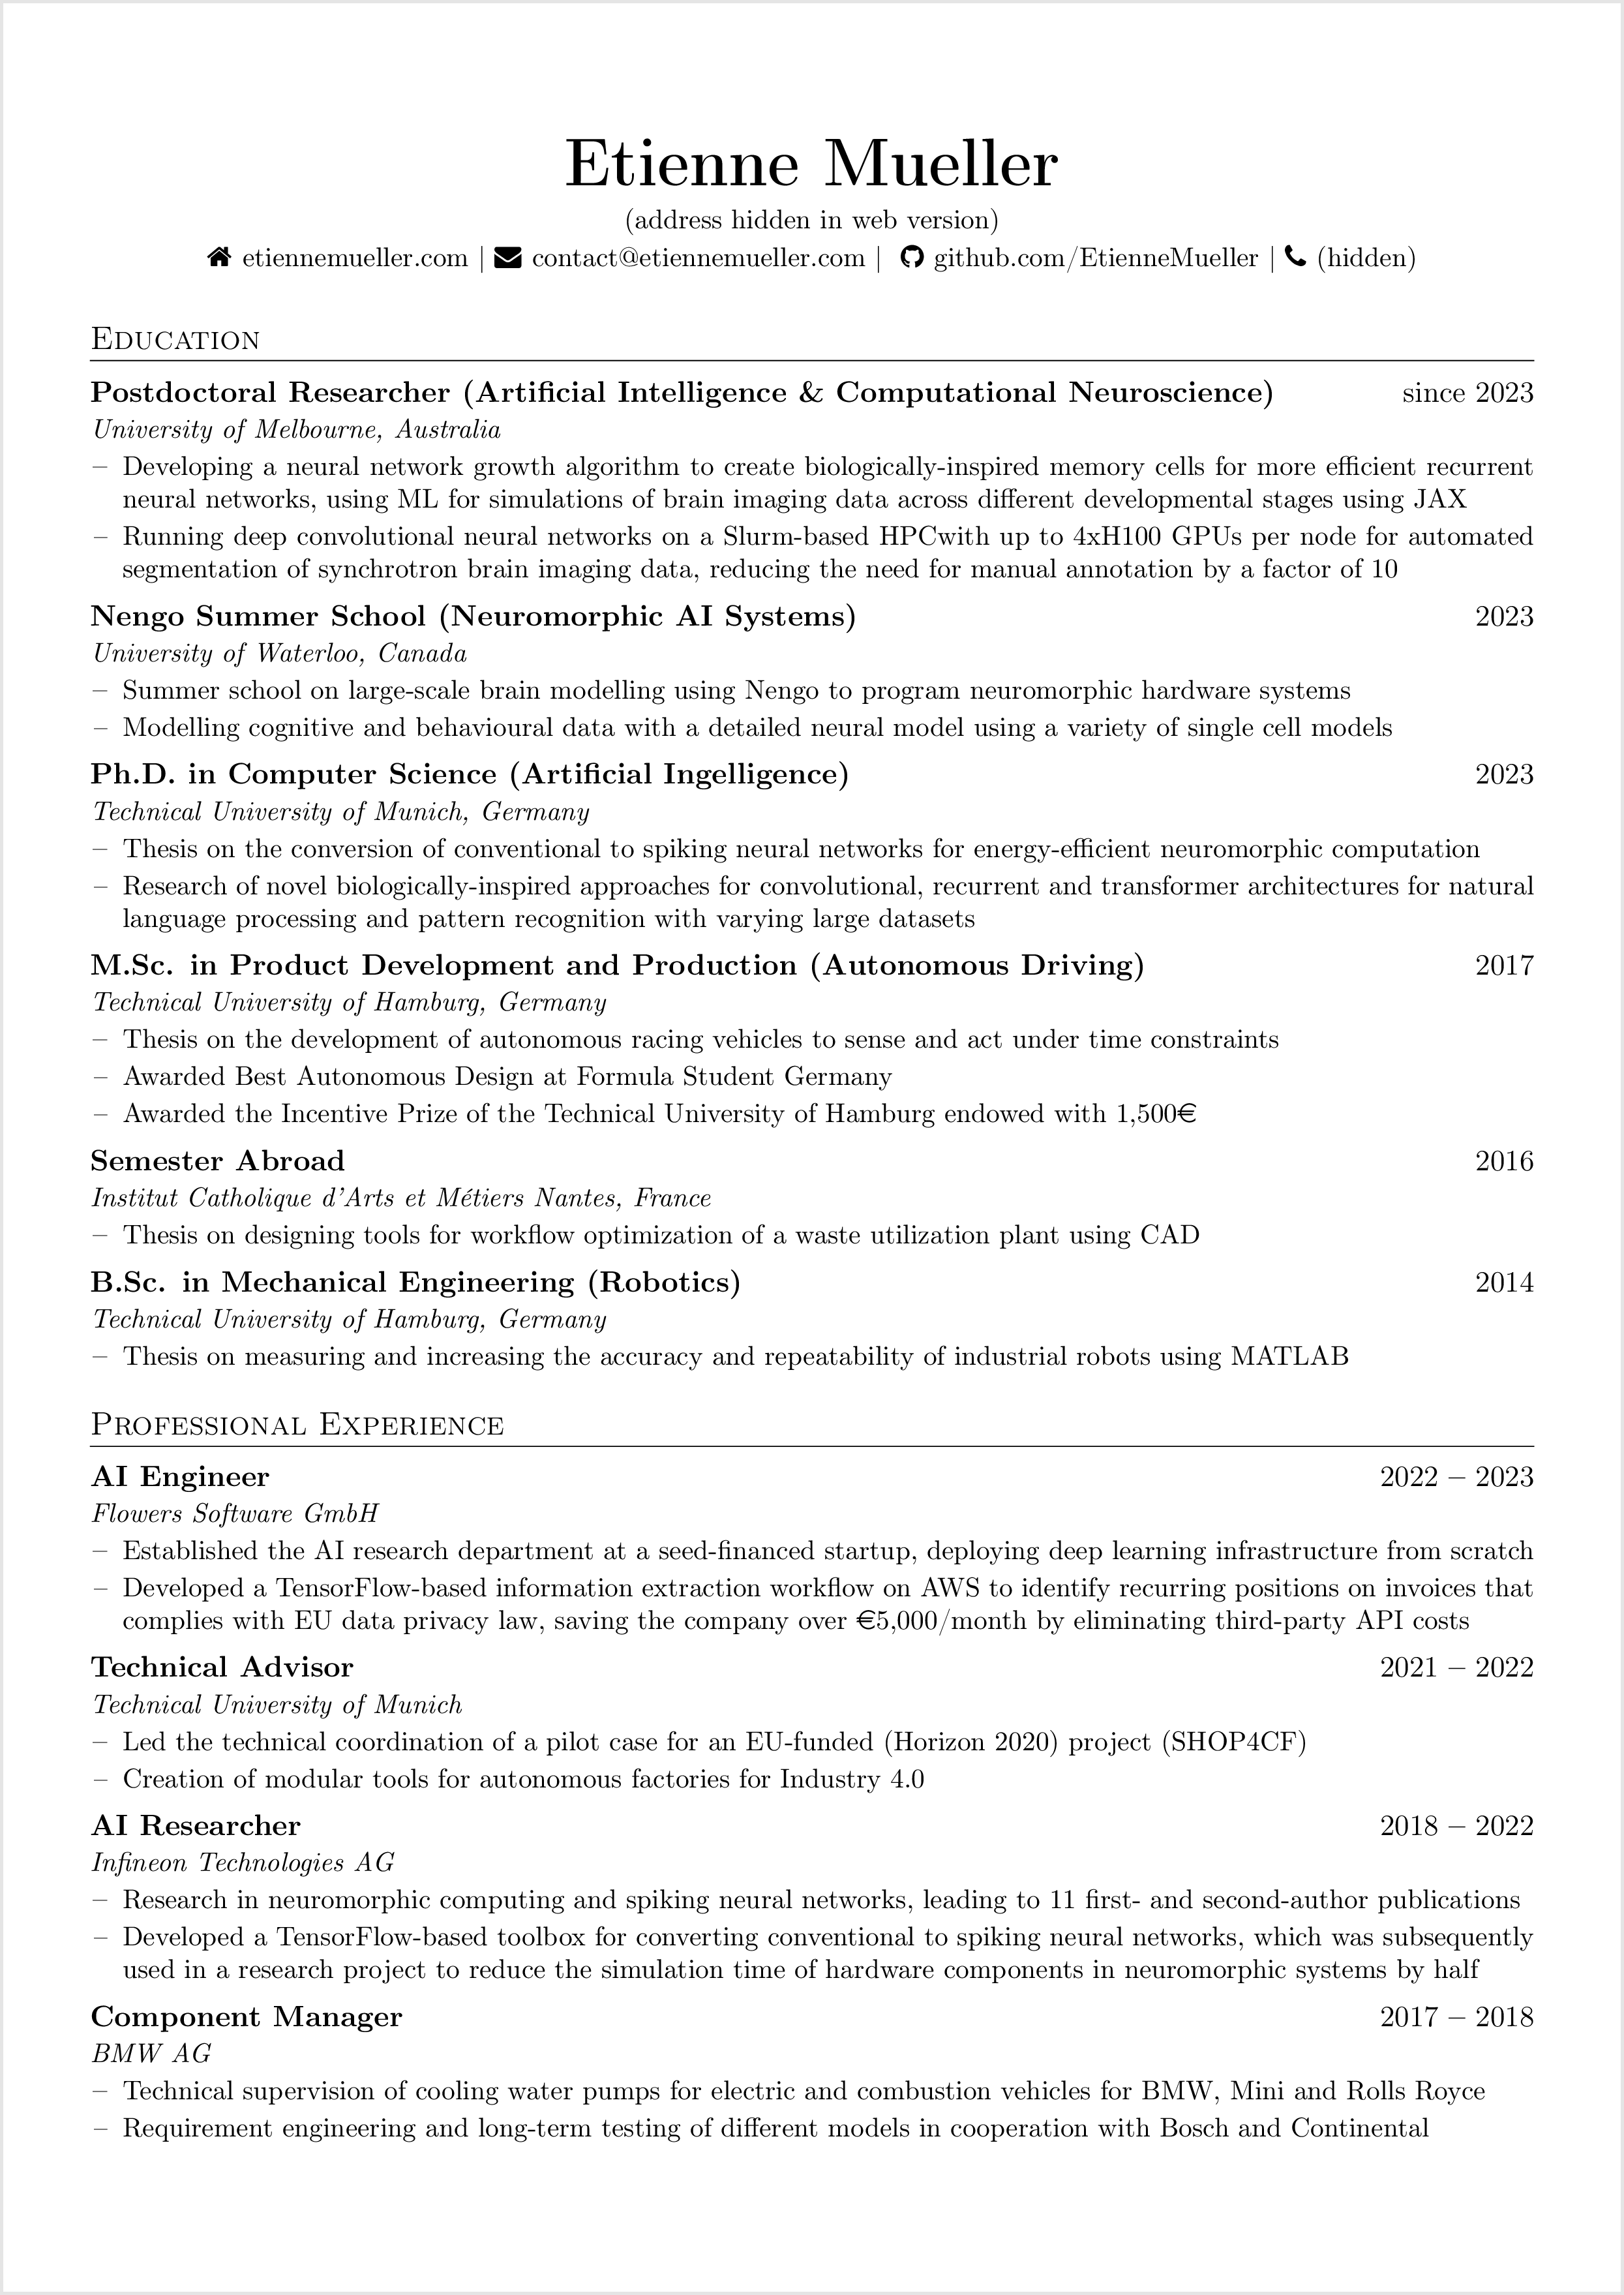 Etienne Mueller
(address hidden in web version)
etiennemueller.com | contact@etiennemueller.com | github.com/EtienneMueller | (hidden)
Education
Postdoctoral Researcher (Artificial Intelligence & Computational Neuroscience) since 2023
University of Melbourne, Australia
– Developing a neural network growth algorithm to create biologically-inspired memory cells for more efficient recurrent
neural networks, using ML for simulations of brain imaging data across different developmental stages using JAX
– Running deep convolutional neural networks on a Slurm-based HPCwith up to 4xH100 GPUs per node for automated
segmentation of synchrotron brain imaging data, reducing the need for manual annotation by a factor of 10
Nengo Summer School (Neuromorphic AI Systems) 2023
University of Waterloo, Canada
– Summer school on large-scale brain modelling using Nengo to program neuromorphic hardware systems
– Modelling cognitive and behavioural data with a detailed neural model using a variety of single cell models
Ph.D. in Computer Science (Artificial Ingelligence) 2023
Technical University of Munich, Germany
– Thesis on the conversion of conventional to spiking neural networks for energy-efficient neuromorphic computation
– Research of novel biologically-inspired approaches for convolutional, recurrent and transformer architectures for natural
language processing and pattern recognition with varying large datasets
M.Sc. in Product Development and Production (Autonomous Driving) 2017
Technical University of Hamburg, Germany
– Thesis on the development of autonomous racing vehicles to sense and act under time constraints
– Awarded Best Autonomous Design at Formula Student Germany
– Awarded the Incentive Prize of the Technical University of Hamburg endowed with 1,500€
Semester Abroad 2016
Institut Catholique d'Arts et Métiers Nantes, France
– Thesis on designing tools for workflow optimization of a waste utilization plant using CAD
B.Sc. in Mechanical Engineering (Robotics) 2014
Technical University of Hamburg, Germany
– Thesis on measuring and increasing the accuracy and repeatability of industrial robots using MATLAB
Professional Experience
AI Engineer 2022 – 2023
Flowers Software GmbH
– Established the AI research department at a seed-financed startup, deploying deep learning infrastructure from scratch
– Developed a TensorFlow-based information extraction workflow on AWS to identify recurring positions on invoices that
complies with EU data privacy law, saving the company over €5,000/month by eliminating third-party API costs
Technical Advisor 2021 – 2022
Technical University of Munich
– Led the technical coordination of a pilot case for an EU-funded (Horizon 2020) project (SHOP4CF)
– Creation of modular tools for autonomous factories for Industry 4.0
AI Researcher 2018 – 2022
Infineon Technologies AG
– Research in neuromorphic computing and spiking neural networks, leading to 11 first- and second-author publications
– Developed a TensorFlow-based toolbox for converting conventional to spiking neural networks, which was subsequently
used in a research project to reduce the simulation time of hardware components in neuromorphic systems by half
Component Manager 2017 – 2018
BMW AG
– Technical supervision of cooling water pumps for electric and combustion vehicles for BMW, Mini and Rolls Royce
– Requirement engineering and long-term testing of different models in cooperation with Bosch and Continental